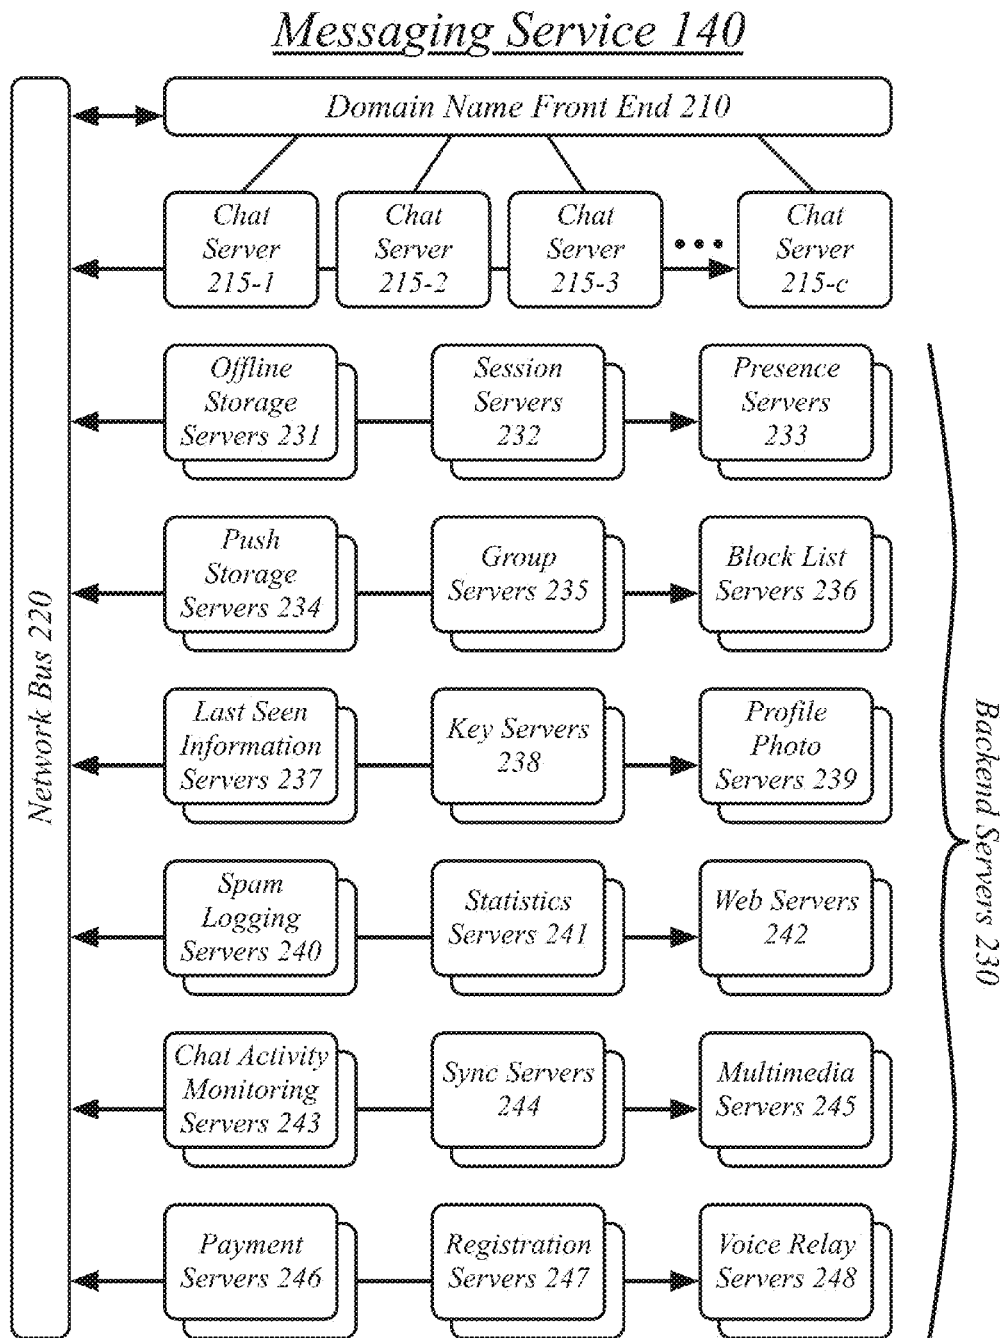 Messaging Service 140
Domain Name Front End 210
Chat
Server
215-1
Chat
Server
215-2
Chat
Server
215-3
•••
Chat
Server
215-c
Offline
Storage
Servers 231
Session
Servers
232
Presence
Servers
233
Push
Storage
Servers 234
Group
Servers 235
Block List
Servers 236
Last Seen
Information
Servers 237
Key Servers
238
Profile
Photo
Servers 239
Spam
Logging
Servers 240
Statistics
Servers 241
Web Servers
242
Chat Activity
Monitoring
Servers 243
Sync Servers
244
Multimedia
Servers 245
Payment
Servers 246
Registration
Servers 247
Voice Relay
Servers 248
Network Bus 220
Backend Servers 230